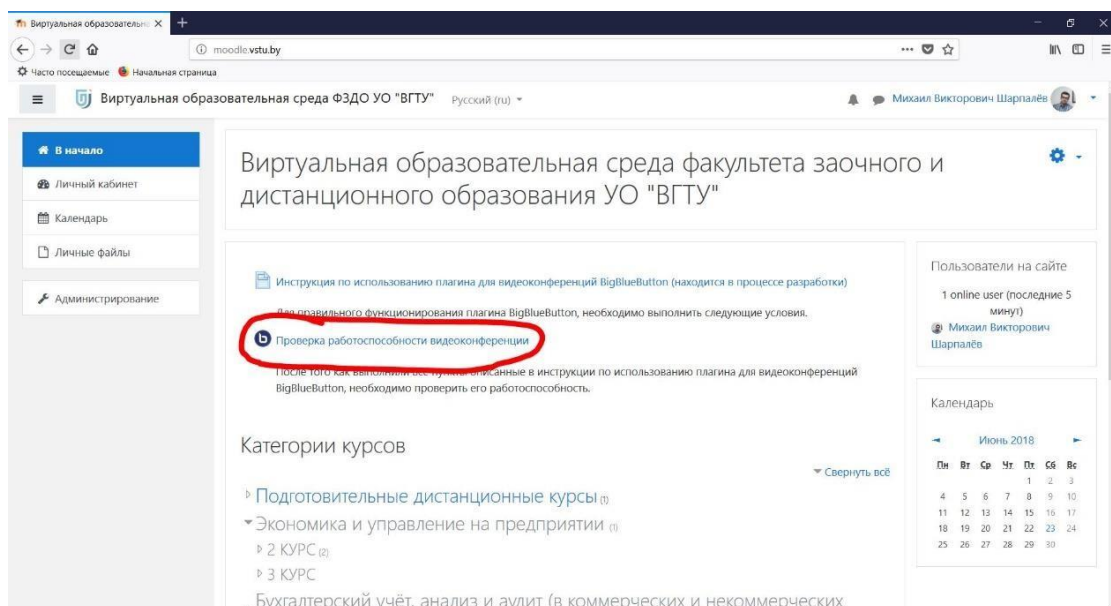 Виртуальная образовательн
moodle.vstu.by
Часто посещаемые Начальная страница
Виртуальная образовательная среда ФЗДО УО "ВГТУ" Русский (ru)
Михаил Викторович Шарпалёв
В начало
Личный кабинет
Календарь
Личные файлы
Администрирование
Виртуальная образовательная среда факультета заочного и
дистанционного образования УО "ВГТУ"
Инструкция по использованию плагина для видеоконференций BigBlueButton (находится в процессе разработки)
Для правильного функционирования плагина BigBlueButton, необходимо выполнить следующие условия.
b Проверка работоспособности видеоконференции
После того как выполнили все пункты описанные в инструкции по использованию плагина для видеоконференций
BigBlueButton, необходимо проверить его работоспособность.
Категории курсов
Свернуть всё
Подготовительные дистанционные курсы (1)
Экономика и управление на предприятии (1)
2 КУРС (2)
3 КУРС
Бухгалтерский учёт, анализ и аудит (в коммерческих и некоммерческих
Пользователи на сайте
1 online user (последние 5
минут)
Михаил Викторович
Шарпалёв
Календарь
Июнь 2018
Пн Вт Ср Чт Пт Сб Вс
1 2 3
4 5 6 7 8 9 10
11 12 13 14 15 16 17
18 19 20 21 22 23 24
25 26 27 28 29 30